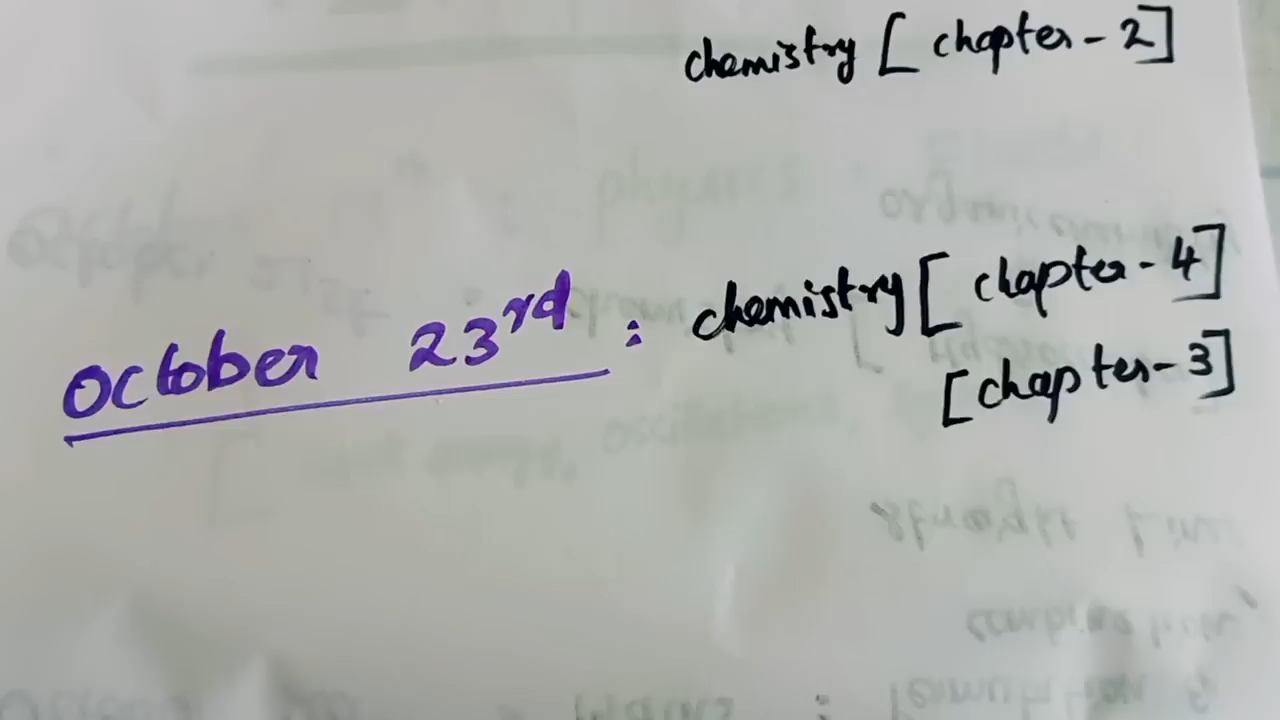 chemistry [chapter-2]
October 23rd : chemistry [chapter-4]
[chapter-3]